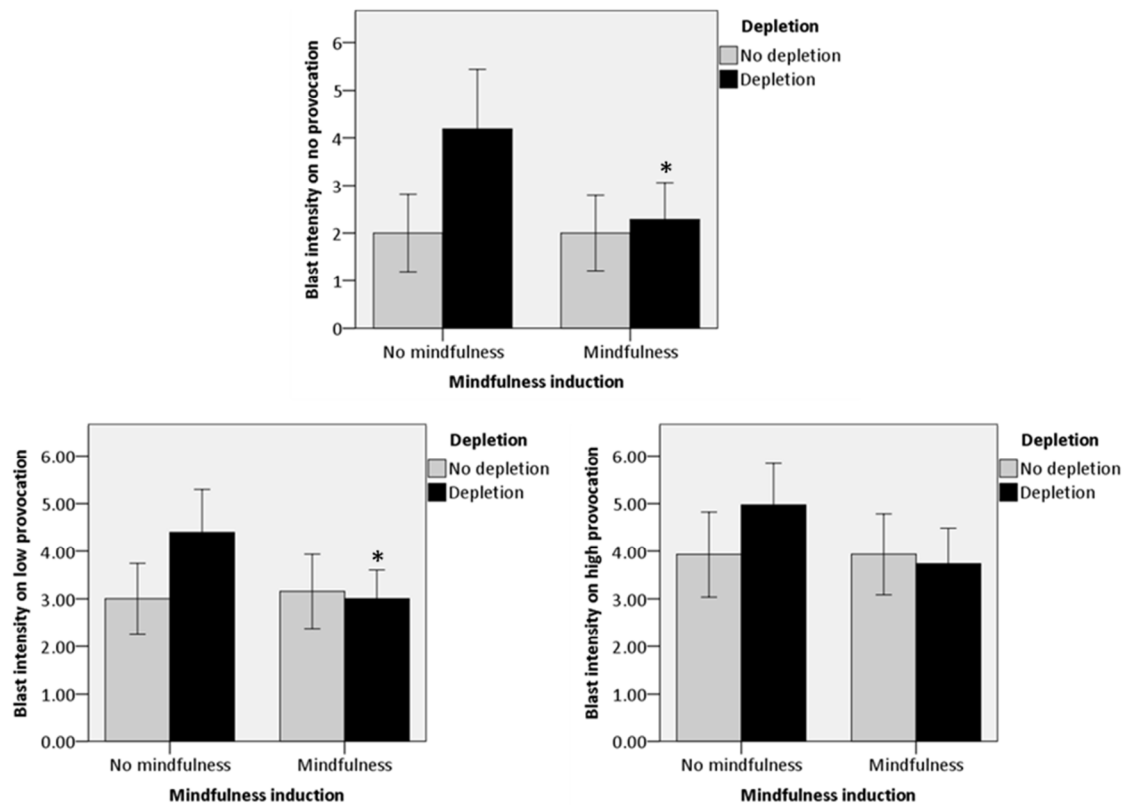 Depletion
No depletion
Depletion
Blast intensity on no provocation
6
5
4
3
2
1
0
*
No mindfulness
Mindfulness
Mindfulness induction
Depletion
No depletion
Depletion
Blast intensity on low provocation
6.00
5.00
4.00
3.00
2.00
1.00
0.00
*
No mindfulness
Mindfulness
Mindfulness induction
Depletion
No depletion
Depletion
Blast intensity on high provocation
6.00
5.00
4.00
3.00
2.00
1.00
0.00
No mindfulness
Mindfulness
Mindfulness induction